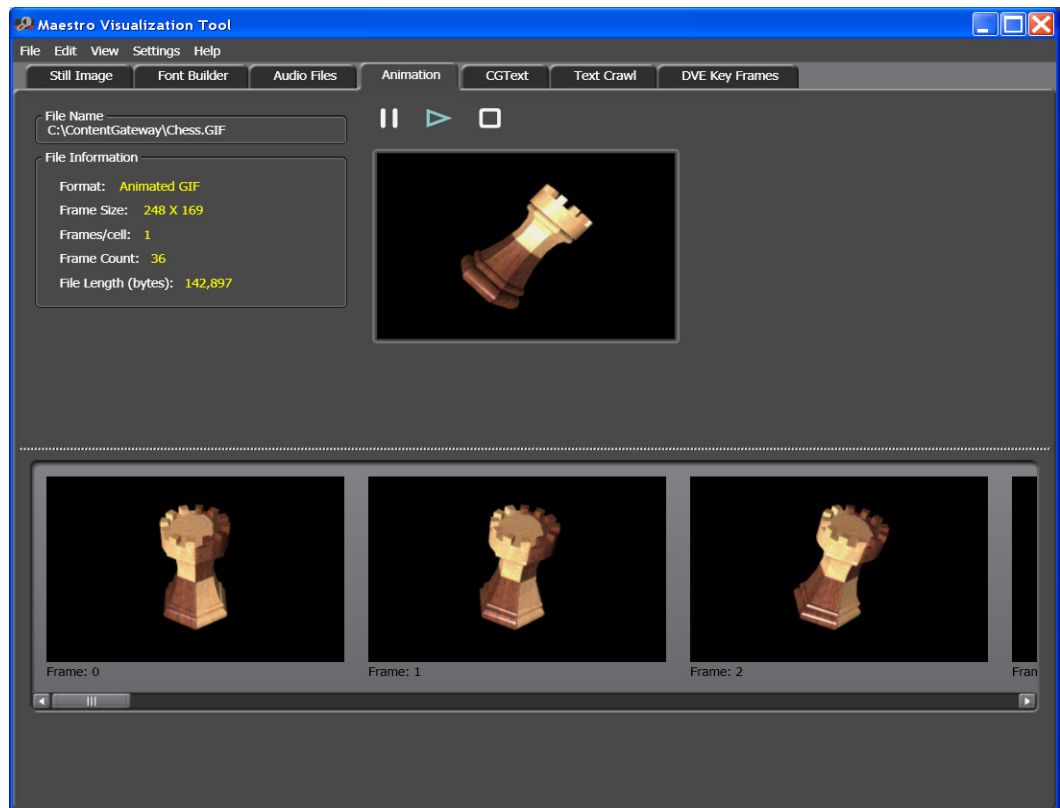 Maestro Visualization Tool
File Edit View Settings Help
Still Image Font Builder Audio Files Animation CGText Text Crawl DVE Key Frames
File Name
C:\ContentGateway\Chess.GIF
File Information
Format: Animated GIF
Frame Size: 248 X 169
Frames/cell: 1
Frame Count: 36
File Length (bytes): 142,897
Frame: 0 Frame: 1 Frame: 2 Fran